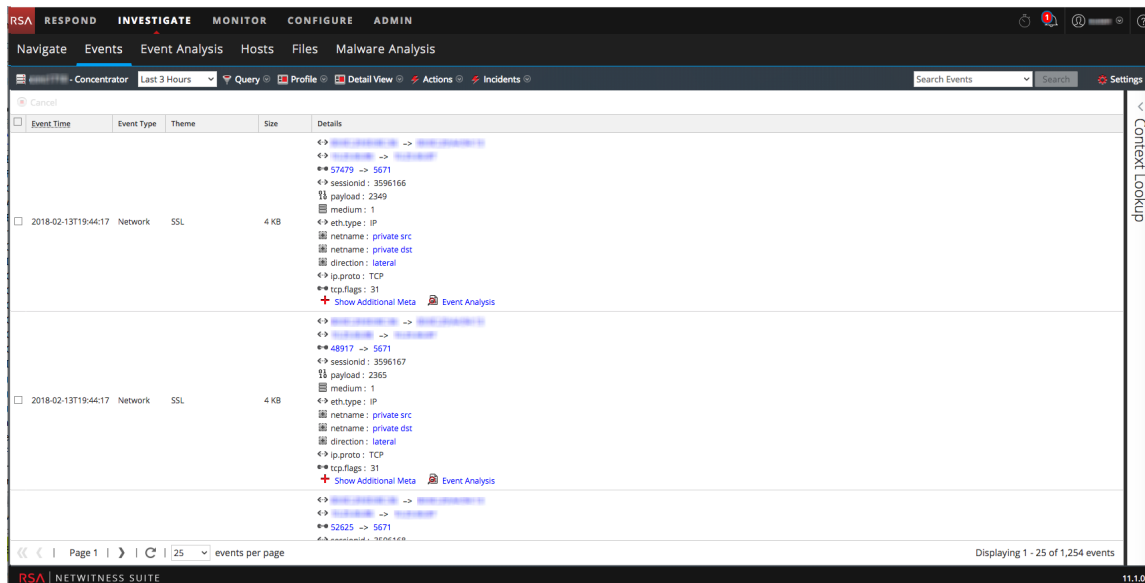 RSA RESPOND INVESTIGATE MONITOR CONFIGURE ADMIN 1
Navigate Events Event Analysis Hosts Files Malware Analysis
- Concentrator Last 3 Hours Query Profile Detail View Actions Incidents Search Events Search Settings
Cancel
Event Time Event Type Theme Size Details
Context Lookup
->
->
57479 -> 5671
sessionid : 3596166
payload : 2349
medium : 1
2018-02-13T19:44:17 Network SSL 4 KB eth.type : IP
netname : private src
netname : private dst
direction : lateral
ip.proto : TCP
tcp.flags : 31
Show Additional Meta Event Analysis
->
->
48917 -> 5671
sessionid : 3596167
payload : 2365
medium : 1
2018-02-13T19:44:17 Network SSL 4 KB eth.type : IP
netname : private src
netname : private dst
direction : lateral
ip.proto : TCP
tcp.flags : 31
Show Additional Meta Event Analysis
->
->
52625 -> 5671
sessionid : 3596168
Page 1 25 events per page Displaying 1 - 25 of 1,254 events
RSA NETWITNESS SUITE 11.1.0